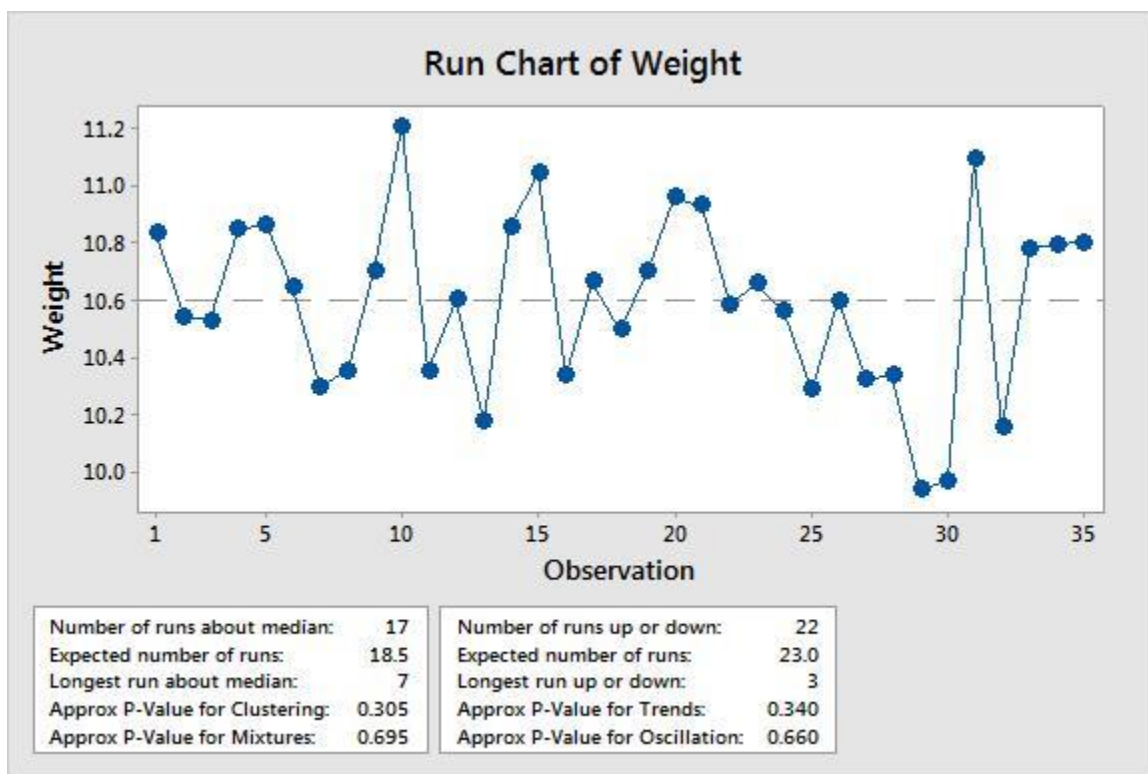 Run Chart of Weight
11.2
11.0
10.8
10.6
10.4
10.2
10.0
Weight
1 5 10 15 20 25 30 35
Observation
Number of runs about median: 17
Expected number of runs: 18.5
Longest run about median: 7
Approx P-Value for Clustering: 0.305
Approx P-Value for Mixtures: 0.695
Number of runs up or down: 22
Expected number of runs: 23.0
Longest run up or down: 3
Approx P-Value for Trends: 0.340
Approx P-Value for Oscillation: 0.660